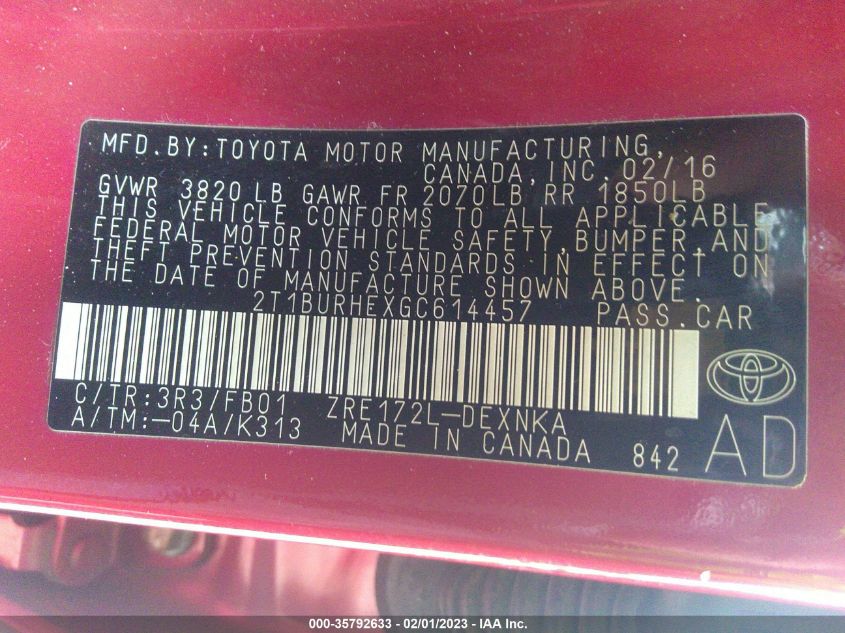 MFD.BY:TOYOTA MOTOR MANUFACTURING,
CANADA,INC.02/16
GVWR 3820 LB GAWR FR 2070LB RR 1850LB
THIS VEHICLE CONFORMS TO ALL APPLICABLE
FEDERAL MOTOR VEHICLE SAFETY,BUMPER,AND
THEFT PREVENTION STANDARDS IN EFFECT ON
THE DATE OF MANUFACTURE SHOWN ABOVE.
2T1BURHEXGC614457 PASS.CAR
C/TR:3R3/FB01 ZRE172L-DEXNKA
A/TM:-04A/K313 MADE IN CANADA 842 AD
000-35792633 / 02/01/2023 / IAA Inc.